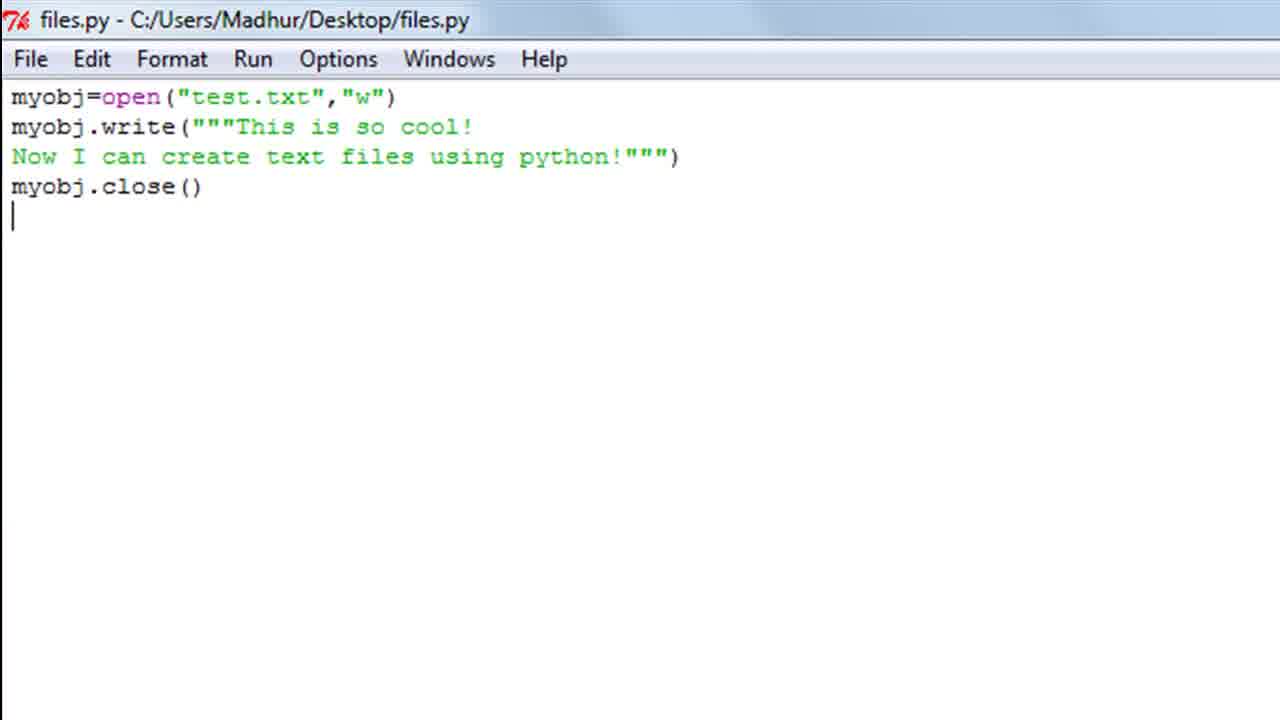 files.py - C:/Users/Madhur/Desktop/files.py
File Edit Format Run Options Windows Help
myobj=open("test.txt","w")
myobj.write("""This is so cool!
Now I can create text files using python!""")
myobj.close()